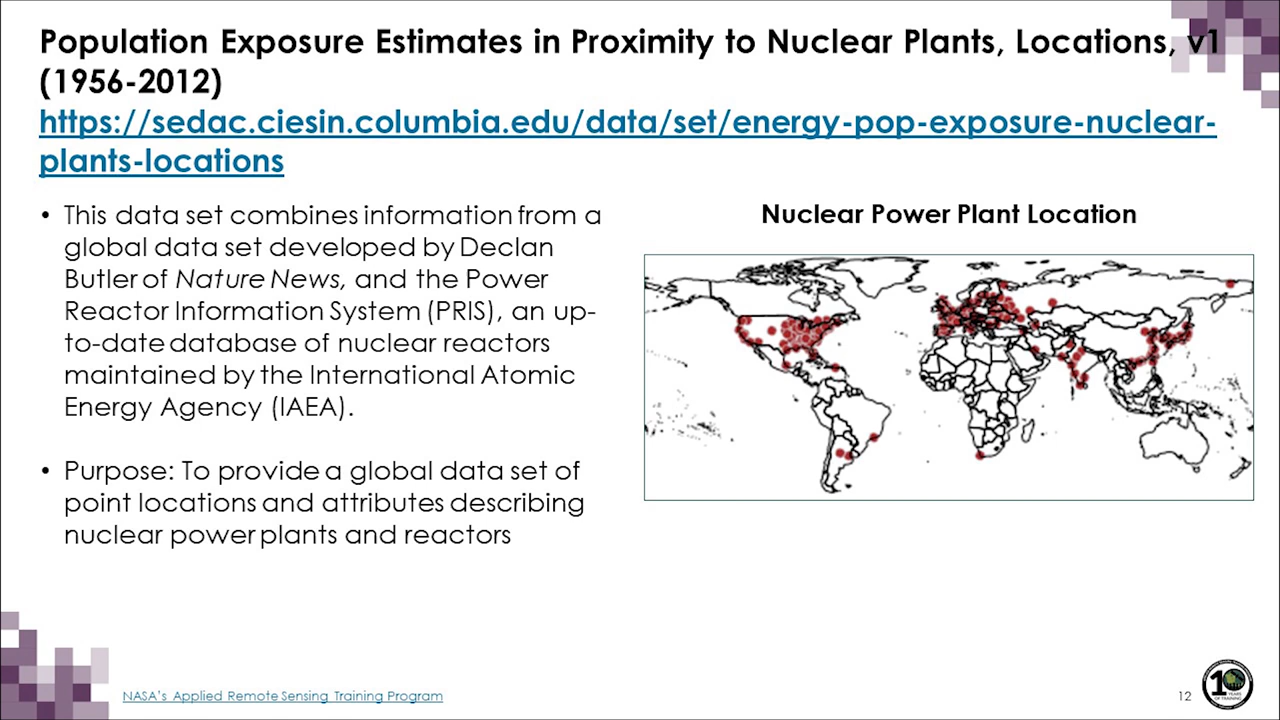 Population Exposure Estimates in Proximity to Nuclear Plants, Locations, v1
(1956-2012)
https://sedac.ciesin.columbia.edu/data/set/energy-pop-exposure-nuclear-
plants-locations
• This data set combines information from a
global data set developed by Declan
Butler of Nature News, and the Power
Reactor Information System (PRIS), an up-
to-date database of nuclear reactors
maintained by the International Atomic
Energy Agency (IAEA).
• Purpose: To provide a global data set of
point locations and attributes describing
nuclear power plants and reactors
Nuclear Power Plant Location
NASA's Applied Remote Sensing Training Program
12
10
YEARS
OF TRAINING